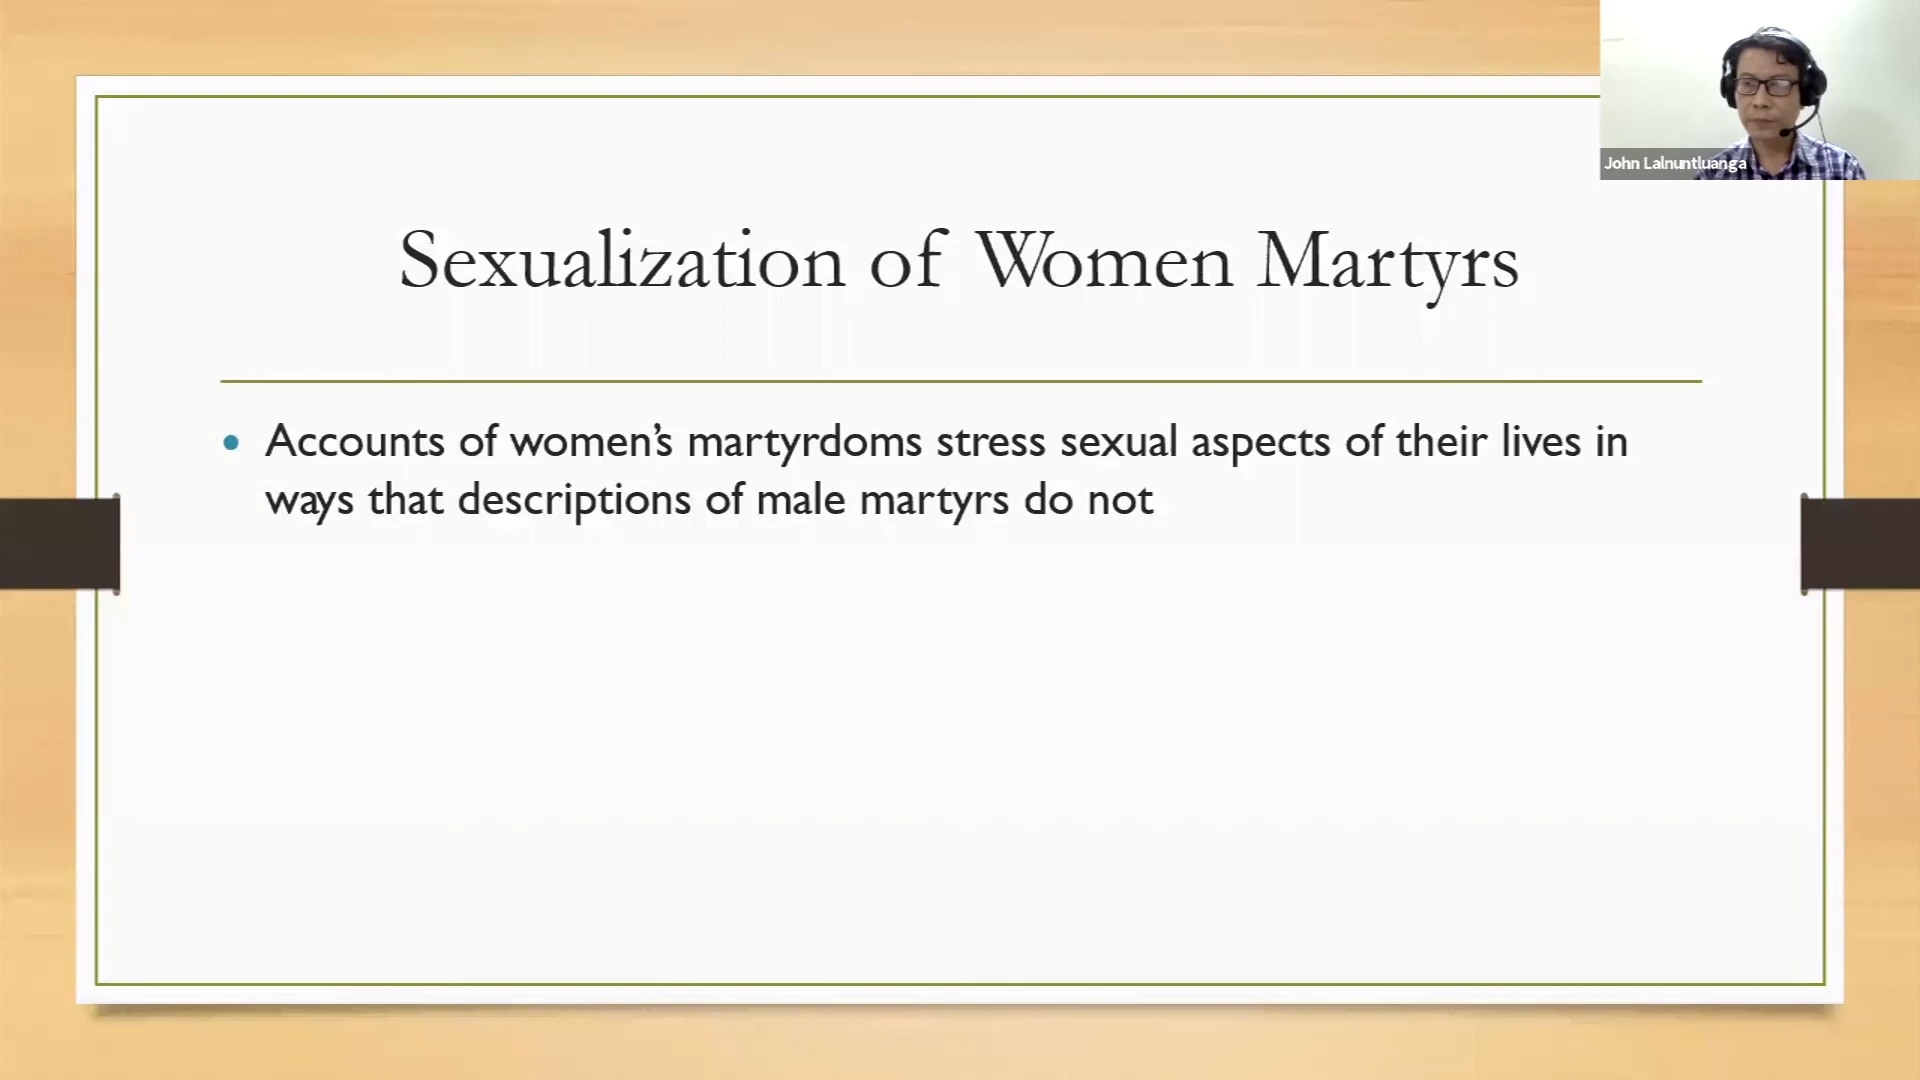 John Lalnuntluanga
Sexualization of Women Martyrs
• Accounts of women’s martyrdoms stress sexual aspects of their lives in
ways that descriptions of male martyrs do not